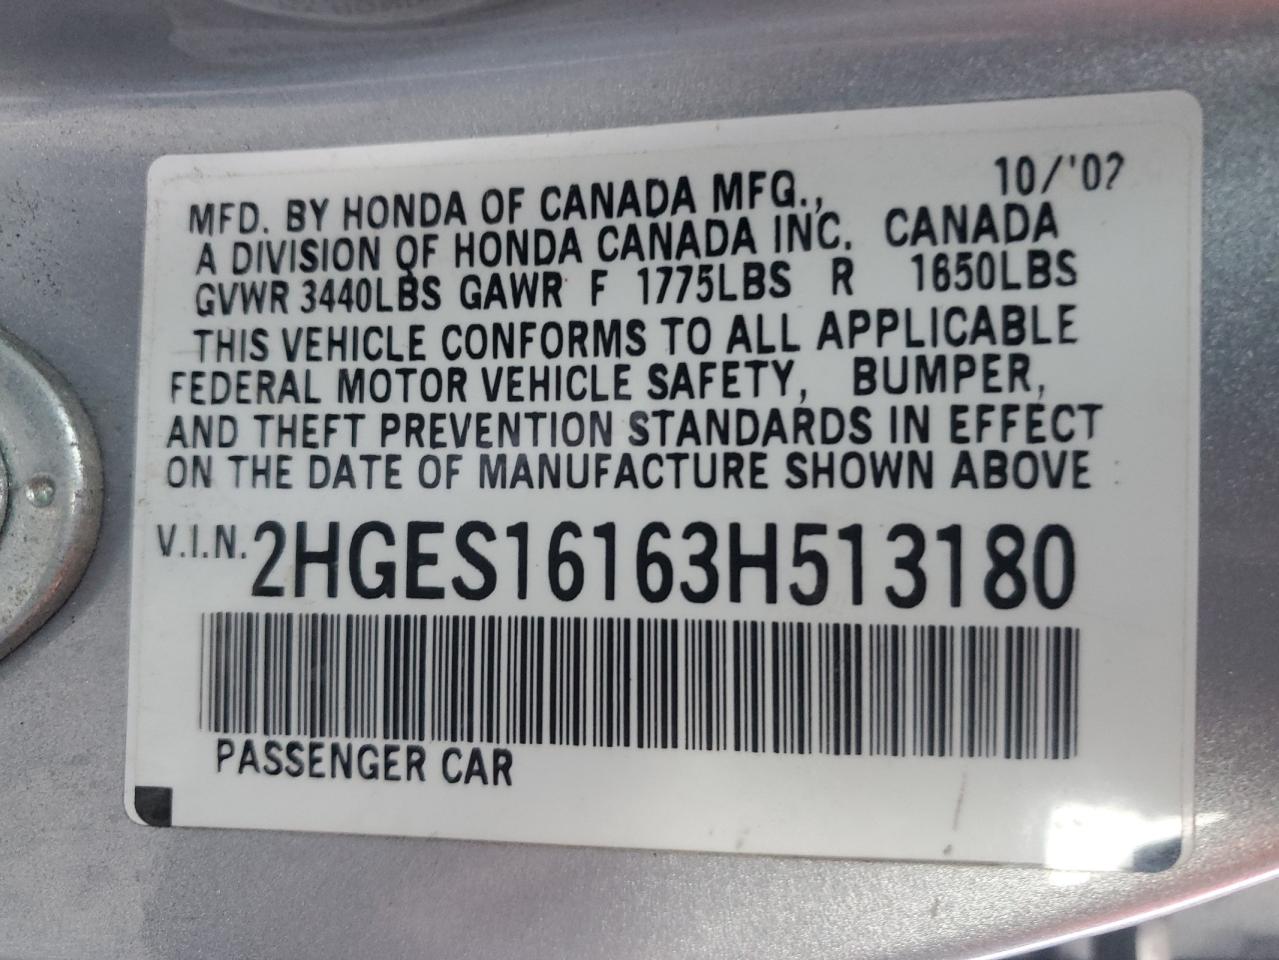 10/'02
MFD. BY HONDA OF CANADA MFG.,
A DIVISION OF HONDA CANADA INC. CANADA
GVWR 3440LBS GAWR F 1775LBS R 1650LBS
THIS VEHICLE CONFORMS TO ALL APPLICABLE
FEDERAL MOTOR VEHICLE SAFETY, BUMPER,
AND THEFT PREVENTION STANDARDS IN EFFECT
ON THE DATE OF MANUFACTURE SHOWN ABOVE
V.I.N. 2HGES16163H513180
PASSENGER CAR